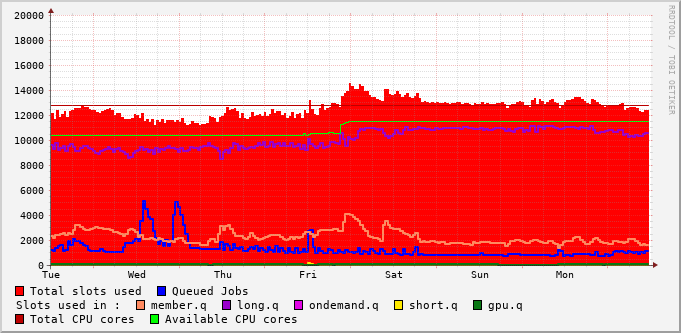 20000
18000
16000
14000
12000
10000
8000
6000
4000
2000
0
Tue Wed Thu Fri Sat Sun Mon
Total slots used Queued Jobs
Slots used in : member.q long.q ondemand.q short.q gpu.q
Total CPU cores Available CPU cores
RRDTOOL / TOBI OETIKER